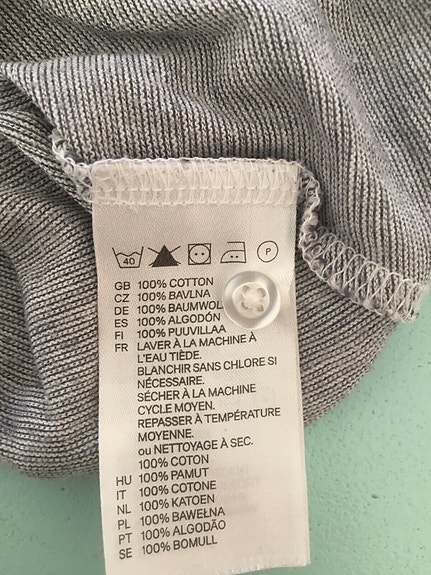 40 P
GB 100% COTTON
CZ 100% BAVLNA
DE 100% BAUMWOL
ES 100% ALGODÓN
FI 100% PUUVILLAA
FR LAVER À LA MACHINE À
L'EAU TIÈDE.
BLANCHIR SANS CHLORE SI
NÉCESSAIRE.
SÉCHER À LA MACHINE
CYCLE MOYEN.
REPASSER À TEMPÉRATURE
MOYENNE.
ou NETTOYAGE À SEC.
100% COTON
HU 100% PAMUT
IT 100% COTONE
NL 100% KATOEN
PL 100% BAWEŁNA
PT 100% ALGODÃO
SE 100% BOMULL